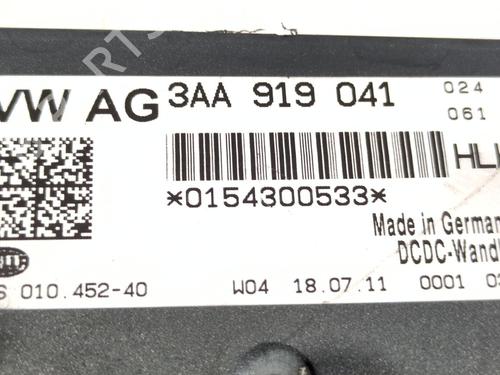 VW AG 3AA 919 041 024
061
*0154300533*
Made in German
DCDC-Wandl
010.452-40 W04 18.07.11 0001